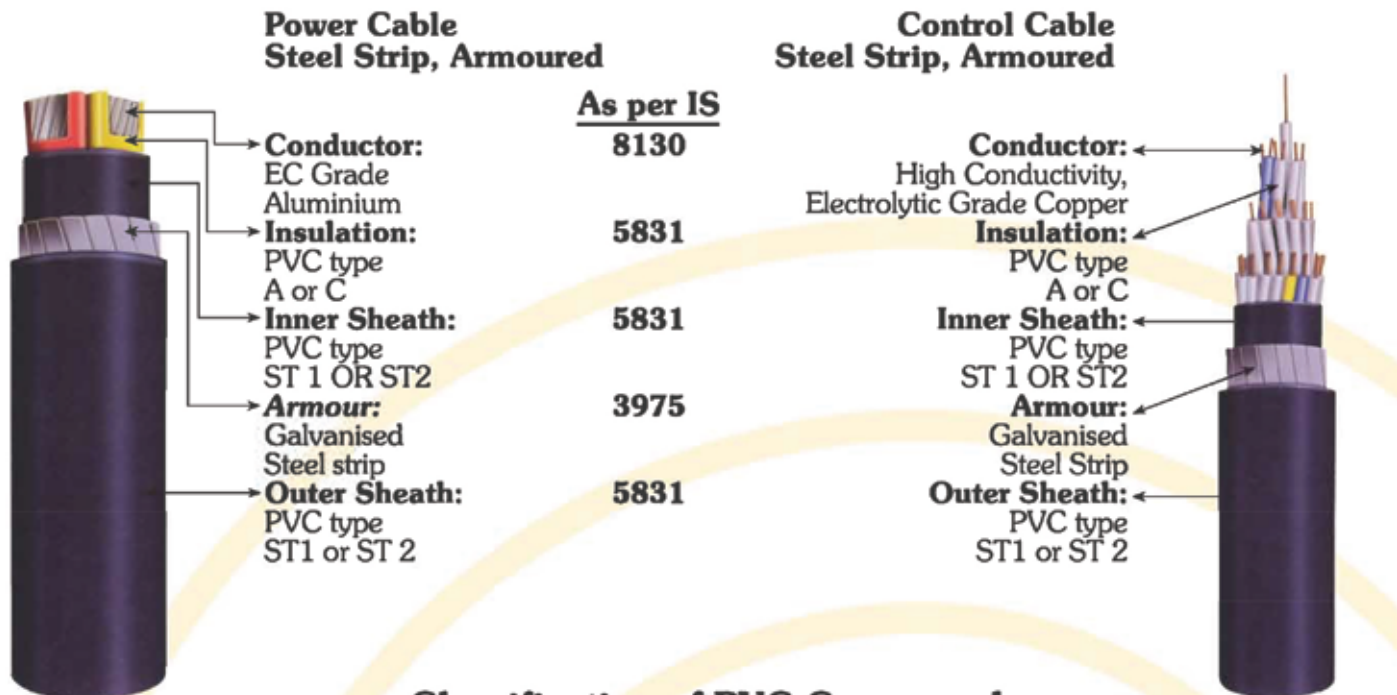 Power Cable
Steel Strip, Armoured
As per IS
Conductor: 8130
EC Grade
Aluminium
Insulation: 5831
PVC type
A or C
Inner Sheath: 5831
PVC type
ST 1 OR ST2
Armour: 3975
Galvanised
Steel strip
Outer Sheath: 5831
PVC type
ST1 or ST 2
Control Cable
Steel Strip, Armoured
Conductor:
High Conductivity,
Electrolytic Grade Copper
Insulation:
PVC type
A or C
Inner Sheath:
PVC type
ST 1 OR ST2
Armour:
Galvanised
Steel Strip
Outer Sheath:
PVC type
ST1 or ST 2